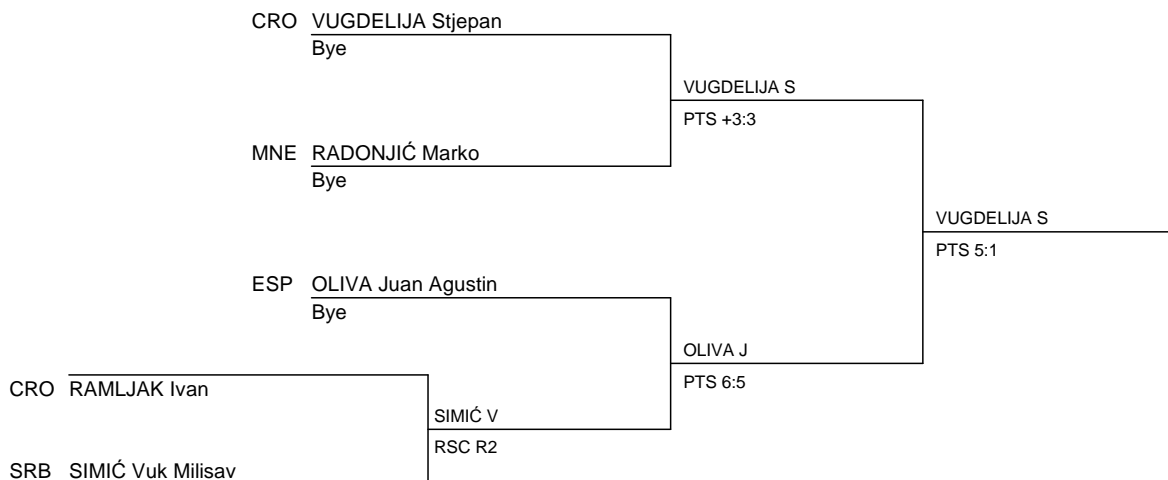 CRO VUGDELIJA Stjepan
Bye
VUGDELIJA S
PTS +3:3
MNE RADONJIĆ Marko
Bye
VUGDELIJA S
PTS 5:1
ESP OLIVA Juan Agustin
Bye
OLIVA J
PTS 6:5
CRO RAMLJAK Ivan
SIMIĆ V
RSC R2
SRB SIMIĆ Vuk Milisav